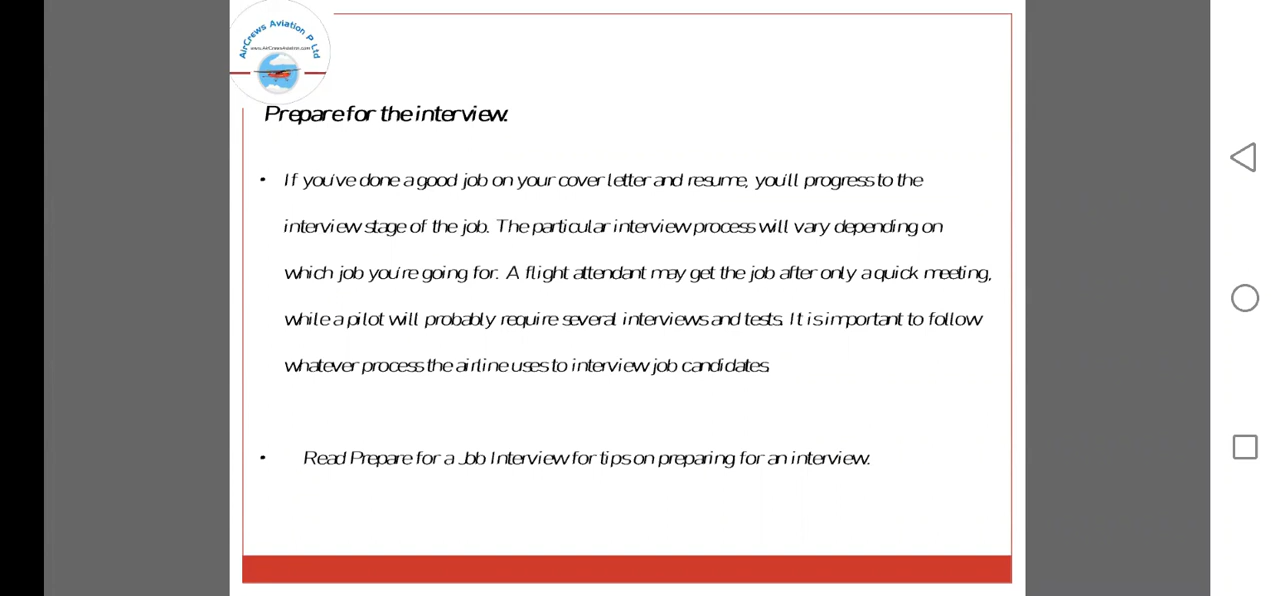 AirCrews Aviation P Ltd
www.AirCrewsAviation.com
Prepare for the interview.
• If you've done a good job on your cover letter and resume, you'll progress to the
interview stage of the job. The particular interview process will vary depending on
which job you're going for. A flight attendant may get the job after only a quick meeting,
while a pilot will probably require several interviews and tests. It is important to follow
whatever process the airline uses to interview job candidates.
• Read Prepare for a Job Interview for tips on preparing for an interview.